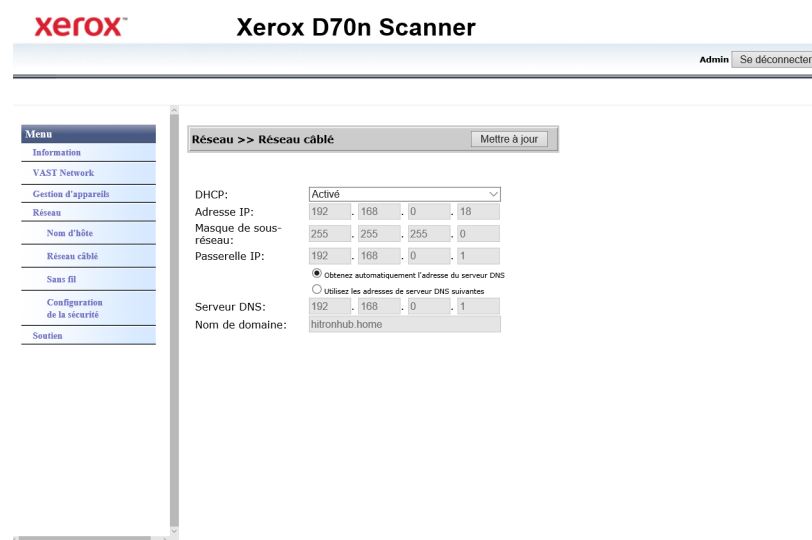 xerox™
Xerox D70n Scanner
Admin Se déconnecter
Menu
Information
VAST Network
Gestion d'appareils
Réseau
Nom d'hôte
Réseau câblé
Sans fil
Configuration
de la sécurité
Soutien
Réseau >> Réseau câblé Mettre à jour
DHCP: Activé
Adresse IP: 192 . 168 . 0 . 18
Masque de sous-
réseau: 255 . 255 . 255 . 0
Passerelle IP: 192 . 168 . 0 . 1
Obtenez automatiquement l'adresse du serveur DNS
Utilisez les adresses de serveur DNS suivantes
Serveur DNS: 192 . 168 . 0 . 1
Nom de domaine: hitronhub.home